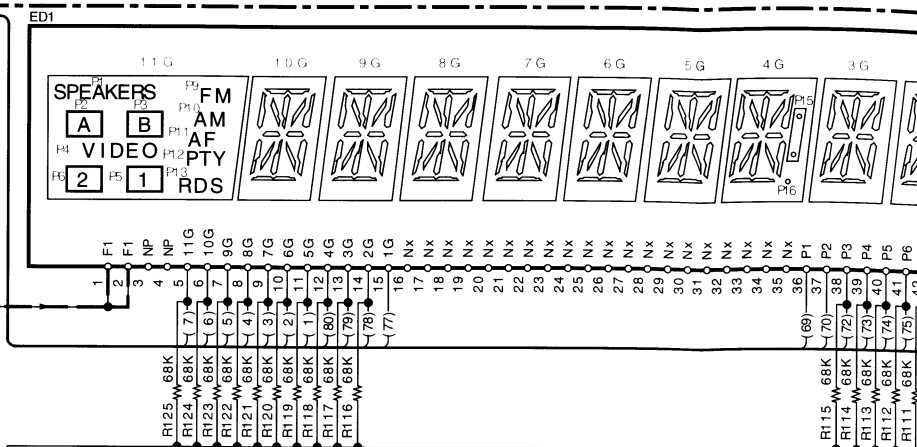 ED1
11G 10G 9G 8G 7G 6G 5G 4G 3G
P1
SPEAKERS
P2 P3
A B
P4 VIDEO
P6 2 P5 1
P9 FM
P10 AM
P11 AF
P12 PTY
P13 RDS
P15
P16
F1 F1 NP NP 11G 10G 9G 8G 7G 6G 5G 4G 3G 2G 1G Nx Nx Nx Nx Nx Nx Nx Nx Nx Nx Nx Nx Nx Nx Nx Nx Nx Nx Nx Nx P1 P2 P3 P4 P5 P6
1 2 3 4 5 6 7 8 9 10 11 12 13 14 15 16 17 18 19 20 21 22 23 24 25 26 27 28 29 30 31 32 33 34 35 36 37 38 39 40 41 42
(7) (6) (5) (4) (3) (2) (1) (80) (79) (78) (77) (69) (70) (72) (73) (74) (75)
68K 68K 68K 68K 68K 68K 68K 68K 68K 68K 68K 68K 68K 68K 68K
R125 R124 R123 R122 R121 R120 R119 R118 R117 R116 R115 R114 R113 R112 R111